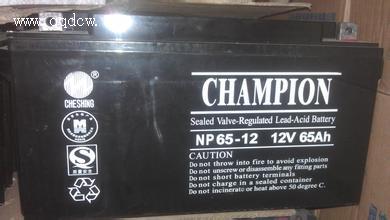 www.dqdcw.
CHESHING
®
CHAMPION
Sealed Valve-Regulated Lead-Acid Battery
NP 65-12 12V 65Ah
CAUTION
Do not throw into fire to avoid explosion
Do not unscrew or disassemble any fitting parts
Do not short battery terminals
Do not charge in a sealed container
Do not incinerate or heat above 50 degree C.